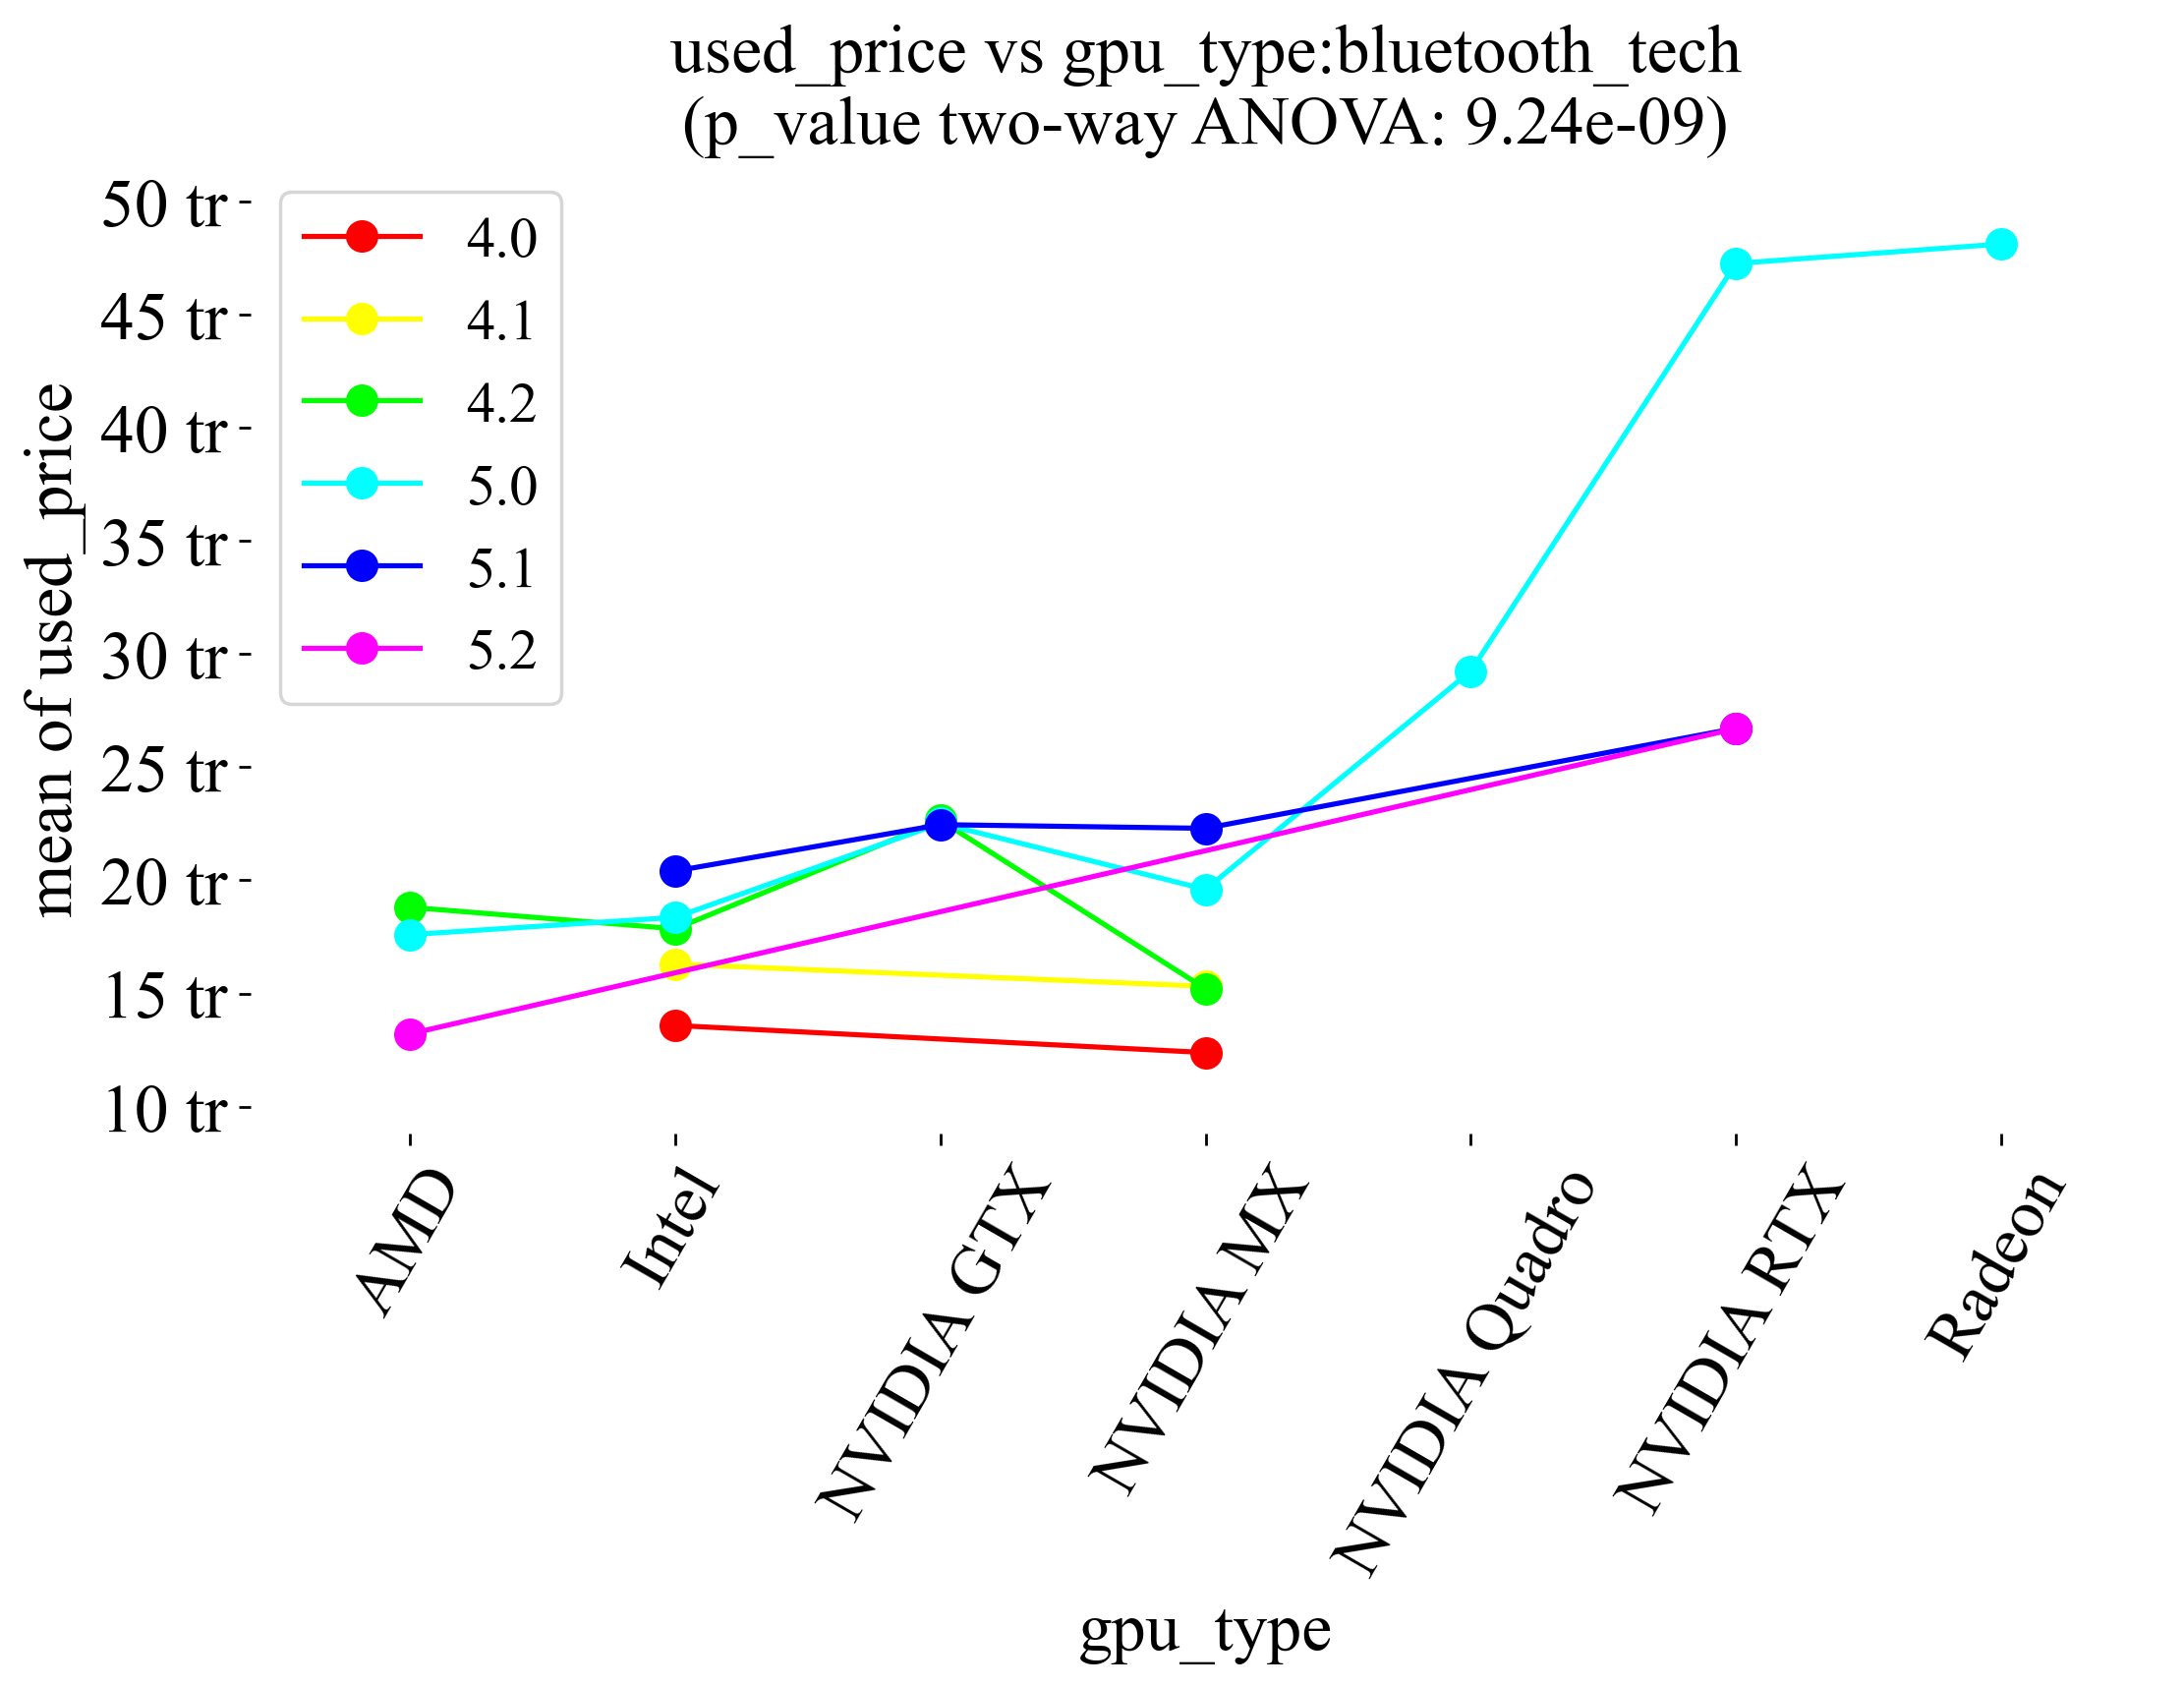 used_price vs gpu_type:bluetooth_tech
(p_value two-way ANOVA: 9.24e-09)
mean of used_price
50 tr
45 tr
40 tr
35 tr
30 tr
25 tr
20 tr
15 tr
10 tr
4.0
4.1
4.2
5.0
5.1
5.2
AMD
Intel
NVIDIA GTX
NVIDIA MX
NVIDIA Quadro
NVIDIA RTX
Radeon
gpu_type